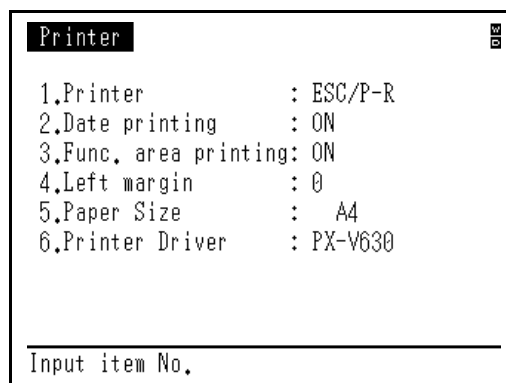 Printer
WD
1.Printer : ESC/P-R
2.Date printing : ON
3.Func. area printing: ON
4.Left margin : 0
5.Paper Size : A4
6.Printer Driver : PX-V630
Input item No.